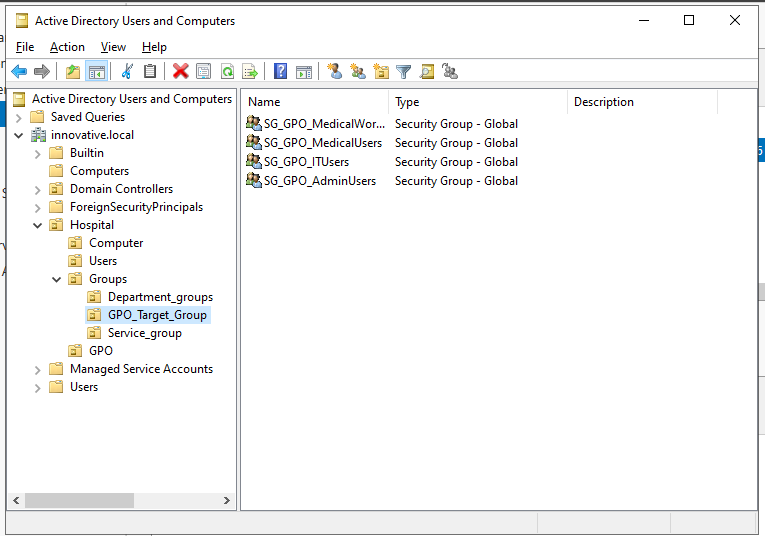 Active Directory Users and Computers
File Action View Help
Active Directory Users and Computers
Saved Queries
innovative.local
Builtin
Computers
Domain Controllers
ForeignSecurityPrincipals
Hospital
Computer
Users
Groups
Department_groups
GPO_Target_Group
Service_group
GPO
Managed Service Accounts
Users
Name Type Description
SG_GPO_MedicalWor... Security Group - Global
SG_GPO_MedicalUsers Security Group - Global
SG_GPO_ITUsers Security Group - Global
SG_GPO_AdminUsers Security Group - Global